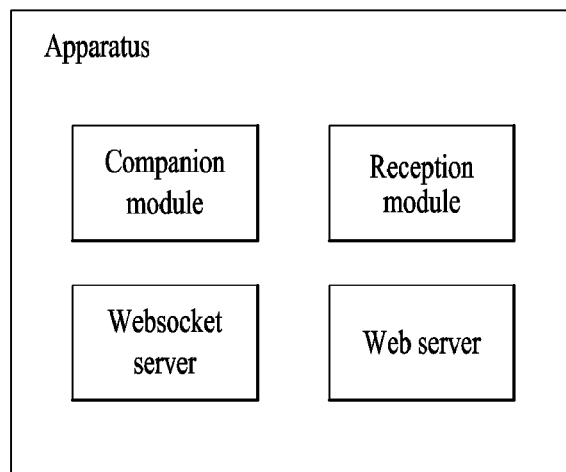 Apparatus
Companion
module
Reception
module
Websocket
server
Web server